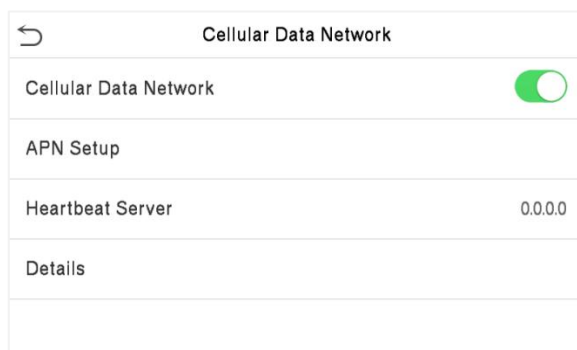 Cellular Data Network
Cellular Data Network
APN Setup
Heartbeat Server 0.0.0.0
Details